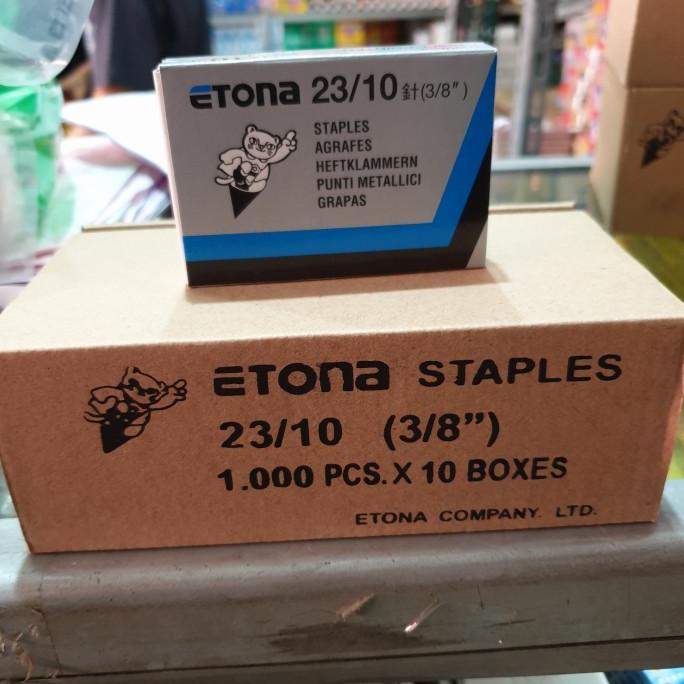 ETONA 23/10 針(3/8")
STAPLES
AGRAFES
HEFTKLAMMERN
PUNTI METALLICI
GRAPAS
ETONA STAPLES
23/10 (3/8")
1.000 PCS. X 10 BOXES
ETONA COMPANY. LTD.